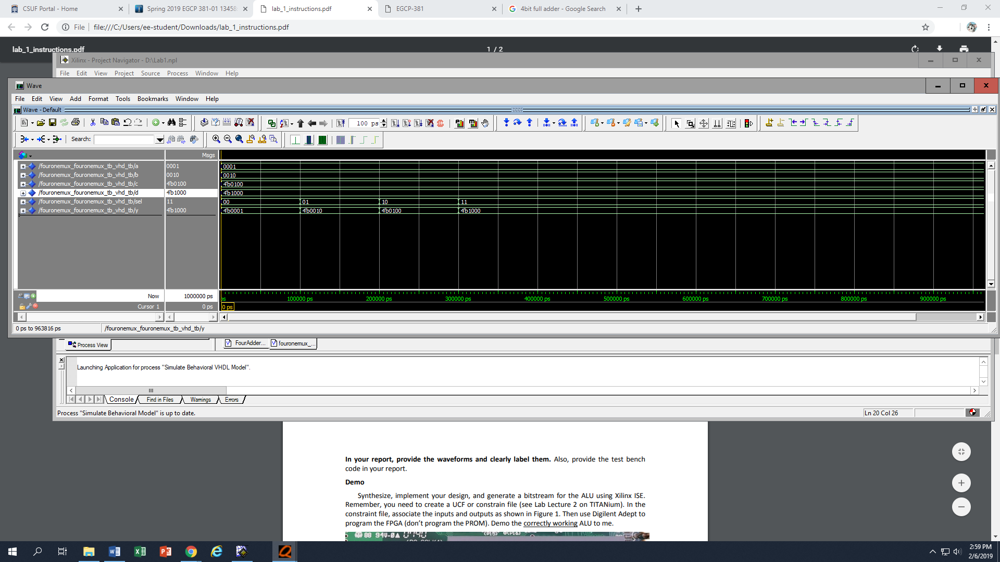 CSUF Portal - Home
Spring 2019 EGCP 381-01 13458
lab_1_instructions.pdf
EGCP-381
4bit full adder - Google Search
File
file:///C:/Users/ee-student/Downloads/lab_1_instructions.pdf
lab_1_instructions.pdf
1 / 2
Xilinx - Project Navigator - D:\Lab1.npl
File Edit View Project Source Process Window Help
Wave
File Edit View Add Format Tools Bookmarks Window Help
Wave - Default
100 ps
Search:
Msgs
/fouronemux_fouronemux_tb_vhd_tb/a 0001 0001
/fouronemux_fouronemux_tb_vhd_tb/b 0010 0010
/fouronemux_fouronemux_tb_vhd_tb/c 4'b0100 4'b0100
/fouronemux_fouronemux_tb_vhd_tb/d 4'b1000 4'b1000
/fouronemux_fouronemux_tb_vhd_tb/sel 11 00 01 10 11
/fouronemux_fouronemux_tb_vhd_tb/y 4'b1000 4'b0001 4'b0010 4'b0100 4'b1000
Now 1000000 ps
ps 100000 ps 200000 ps 300000 ps 400000 ps 500000 ps 600000 ps 700000 ps 800000 ps 900000 ps
Cursor 1 0 ps 0 ps
0 ps to 963816 ps /fouronemux_fouronemux_tb_vhd_tb/y
Process View
FourAdder...
fouronemux_...
Launching Application for process "Simulate Behavioral VHDL Model".
Console Find in Files Warnings Errors
Process "Simulate Behavioral Model" is up to date.
Ln 20 Col 26
In your report, provide the waveforms and clearly label them. Also, provide the test bench
code in your report.
Demo
Synthesize, implement your design, and generate a bitstream for the ALU using Xilinx ISE.
Remember, you need to create a UCF or constrain file (see Lab Lecture 2 on TITANium). In the
constraint file, associate the inputs and outputs as shown in Figure 1. Then use Digilent Adept to
program the FPGA (don't program the PROM). Demo the correctly working ALU to me.
88 94V-0
2:59 PM
2/6/2019